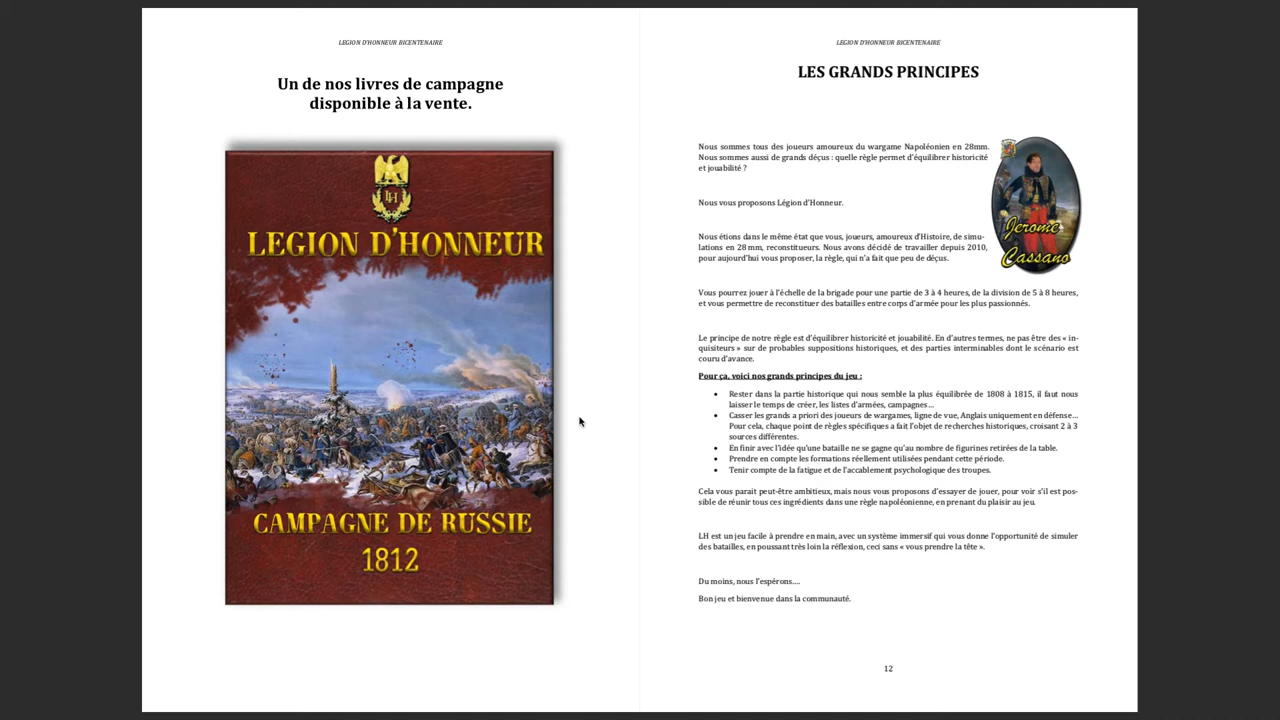 LEGION D'HONNEUR BICENTENAIRE
Un de nos livres de campagne
disponible à la vente.
LH
LEGION D'HONNEUR
CAMPAGNE DE RUSSIE
1812
LEGION D'HONNEUR BICENTENAIRE
LES GRANDS PRINCIPES
Nous sommes tous des joueurs amoureux du wargame Napoléonien en 28mm.
Nous sommes aussi de grands déçus : quelle règle permet d'équilibrer historicité
et jouabilité ?
Nous vous proposons Légion d'Honneur.
Nous étions dans le même état que vous, joueurs, amoureux d'Histoire, de simu-
lations en 28 mm, reconstitueurs. Nous avons décidé de travailler depuis 2010,
pour aujourd'hui vous proposer, la règle, qui n'a fait que peu de déçus.
Jerome
Cassano
Vous pourrez jouer à l'échelle de la brigade pour une partie de 3 à 4 heures, de la division de 5 à 8 heures,
et vous permettre de reconstituer des batailles entre corps d'armée pour les plus passionnés.
Le principe de notre règle est d'équilibrer historicité et jouabilité. En d'autres termes, ne pas être des « in-
quisiteurs » sur de probables suppositions historiques, et des parties interminables dont le scénario est
couru d'avance.
Pour ça, voici nos grands principes du jeu :
• Rester dans la partie historique qui nous semble la plus équilibrée de 1808 à 1815, il faut nous
laisser le temps de créer, les listes d'armées, campagnes…
• Casser les grands a priori des joueurs de wargames, ligne de vue, Anglais uniquement en défense…
Pour cela, chaque point de règles spécifiques a fait l'objet de recherches historiques, croisant 2 à 3
sources différentes.
• En finir avec l'idée qu'une bataille ne se gagne qu'au nombre de figurines retirées de la table.
• Prendre en compte les formations réellement utilisées pendant cette période.
• Tenir compte de la fatigue et de l'accablement psychologique des troupes.
Cela vous parait peut-être ambitieux, mais nous vous proposons d'essayer de jouer, pour voir s'il est pos-
sible de réunir tous ces ingrédients dans une règle napoléonienne, en prenant du plaisir au jeu.
LH est un jeu facile à prendre en main, avec un système immersif qui vous donne l'opportunité de simuler
des batailles, en poussant très loin la réflexion, ceci sans « vous prendre la tête ».
Du moins, nous l'espérons….
Bon jeu et bienvenue dans la communauté.
12